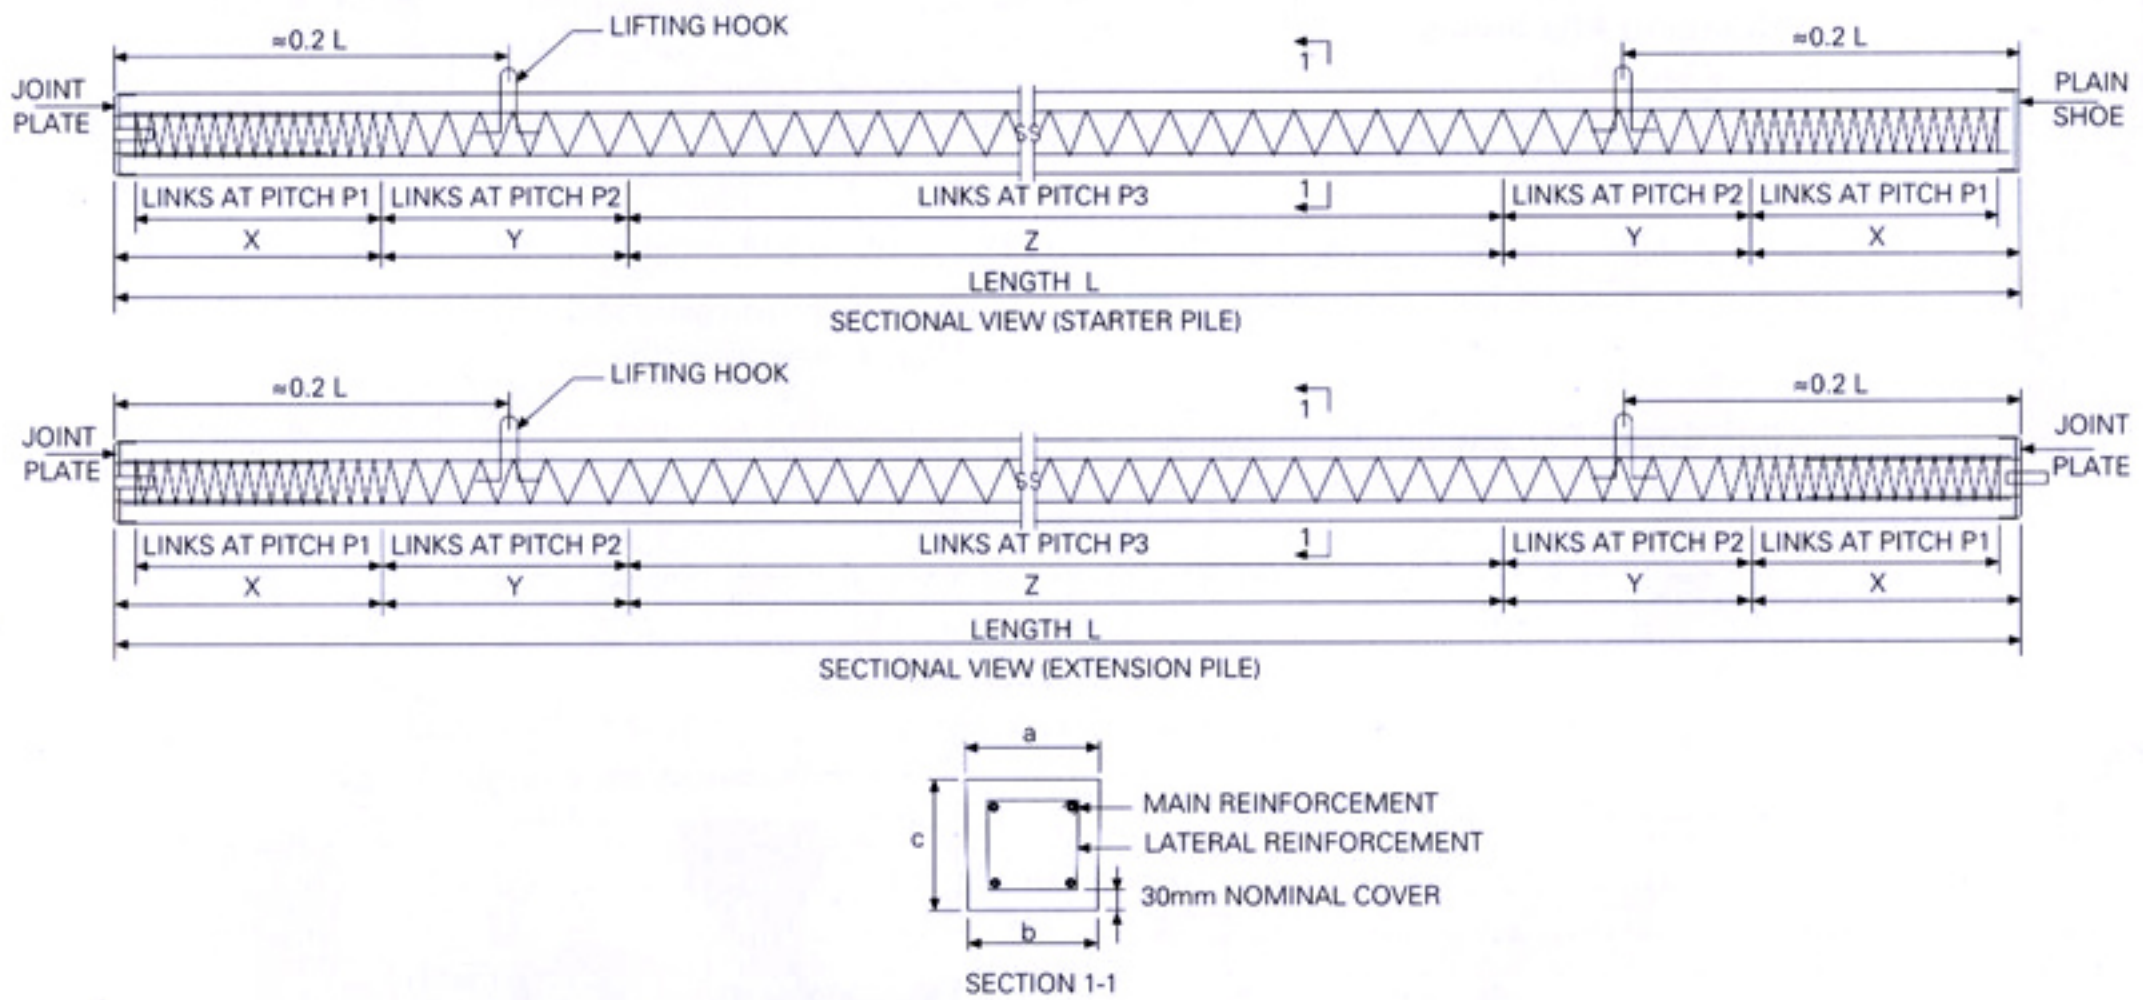 ≈0.2 L
LIFTING HOOK
1
≈0.2 L
JOINT
PLATE
PLAIN
SHOE
SS
LINKS AT PITCH P1
LINKS AT PITCH P2
LINKS AT PITCH P3
1
LINKS AT PITCH P2
LINKS AT PITCH P1
X
Y
Z
Y
X
LENGTH L
SECTIONAL VIEW (STARTER PILE)
≈0.2 L
LIFTING HOOK
1
≈0.2 L
JOINT
PLATE
JOINT
PLATE
SS
LINKS AT PITCH P1
LINKS AT PITCH P2
LINKS AT PITCH P3
1
LINKS AT PITCH P2
LINKS AT PITCH P1
X
Y
Z
Y
X
LENGTH L
SECTIONAL VIEW (EXTENSION PILE)
a
c
MAIN REINFORCEMENT
LATERAL REINFORCEMENT
30mm NOMINAL COVER
b
SECTION 1-1